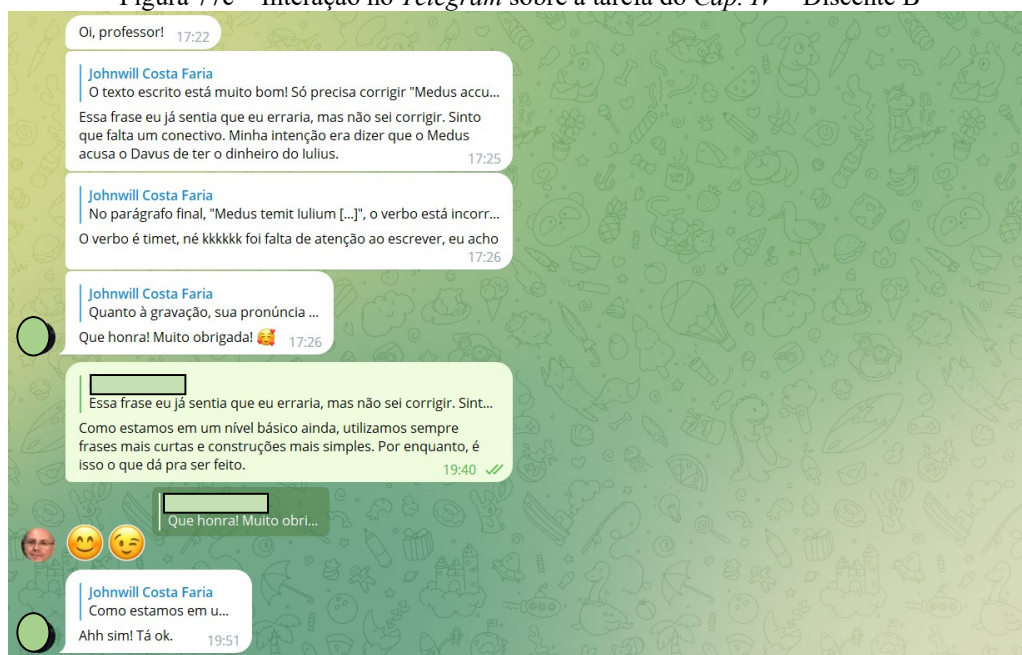 Figura 77c – Interação no Telegram sobre a tarefa do Cap. IV – Discente B
Oi, professor! 17:22
Johnwill Costa Faria
O texto escrito está muito bom! Só precisa corrigir "Medus accu...
Essa frase eu já sentia que eu erraria, mas não sei corrigir. Sinto
que falta um conectivo. Minha intenção era dizer que o Medus
acusa o Davus de ter o dinheiro do Iulius.
17:25
Johnwill Costa Faria
No parágrafo final, "Medus temit Iulium [...]", o verbo está incorr...
O verbo é timet, né kkkkkk foi falta de atenção ao escrever, eu acho
17:26
Johnwill Costa Faria
Quanto à gravação, sua pronúncia ...
Que honra! Muito obrigada! 🥰 17:26
Essa frase eu já sentia que eu erraria, mas não sei corrigir. Sint...
Como estamos em um nível básico ainda, utilizamos sempre
frases mais curtas e construções mais simples. Por enquanto, é
isso o que dá pra ser feito.
19:40
Que honra! Muito obri...
😊 😉
Johnwill Costa Faria
Como estamos em u...
Ahh sim! Tá ok. 19:51